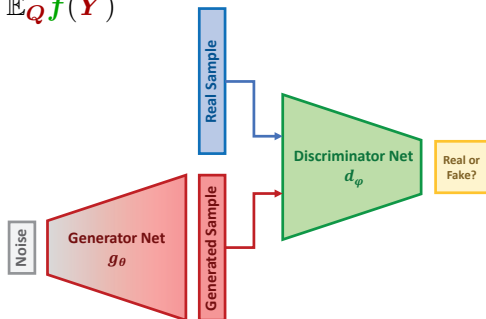 𝔼_Q f(Y)
Real Sample
Discriminator Net
d_φ
Real or
Fake?
Noise
Generator Net
g_θ
Generated Sample